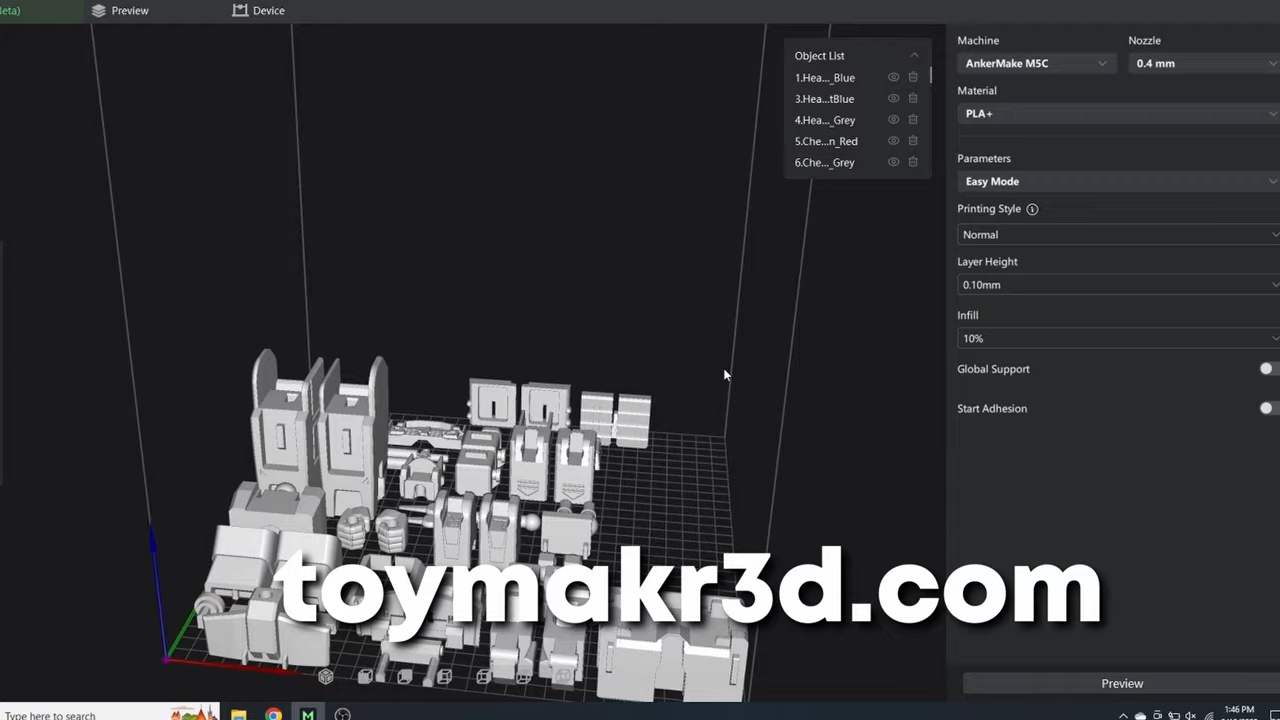 Beta)
Preview
Device
Object List
1.Hea..._Blue
3.Hea...tBlue
4.Hea..._Grey
5.Che...n_Red
6.Che..._Grey
Machine
Nozzle
AnkerMake M5C
0.4 mm
Material
PLA+
Parameters
Easy Mode
Printing Style
Normal
Layer Height
0.10mm
Infill
10%
Global Support
Start Adhesion
toymakr3d.com
Preview
Type here to search
1:46 PM